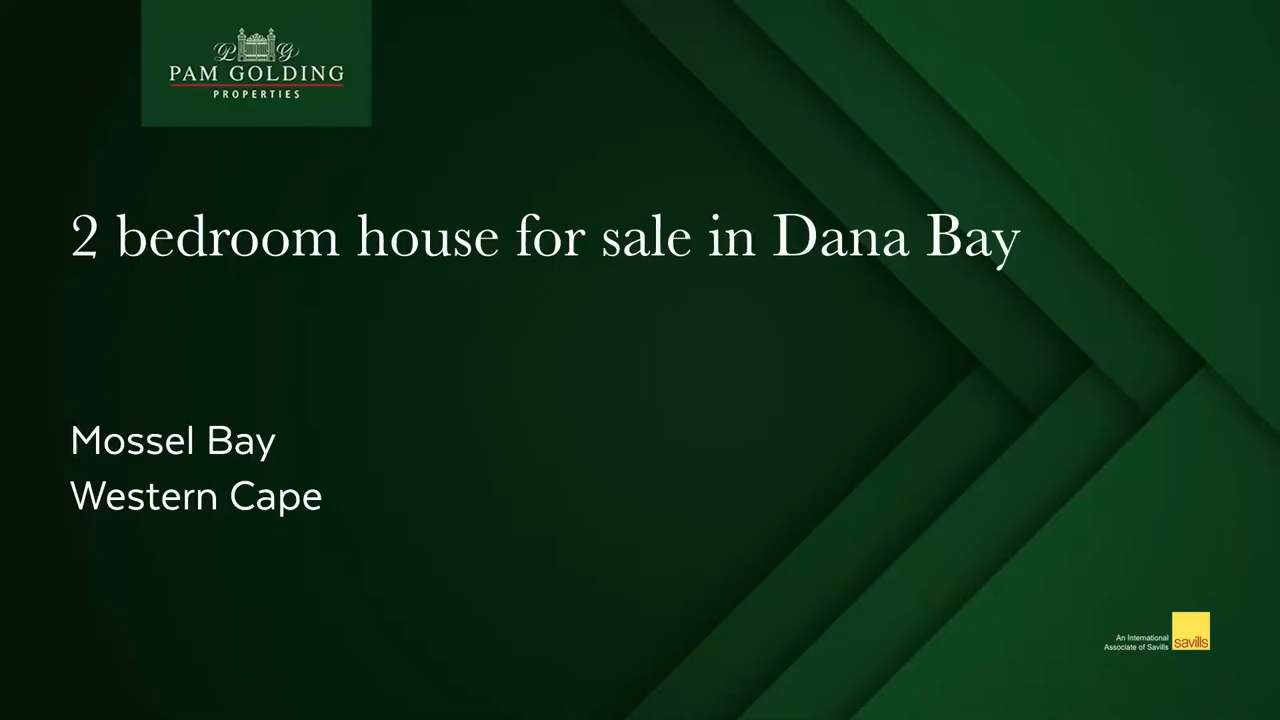 PAM GOLDING
PROPERTIES
2 bedroom house for sale in Dana Bay
Mossel Bay
Western Cape
An International
Associate of Savills
savills